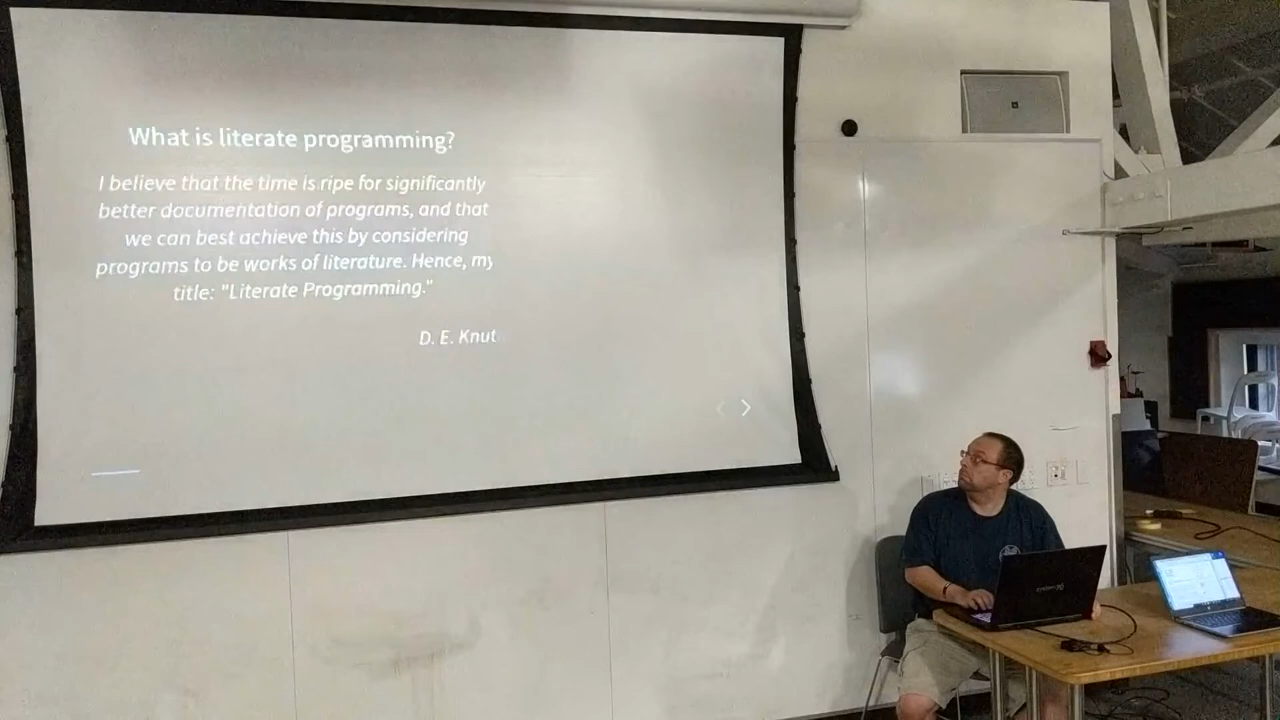 What is literate programming?
I believe that the time is ripe for significantly
better documentation of programs, and that
we can best achieve this by considering
programs to be works of literature. Hence, my
title: "Literate Programming."
D. E. Knut